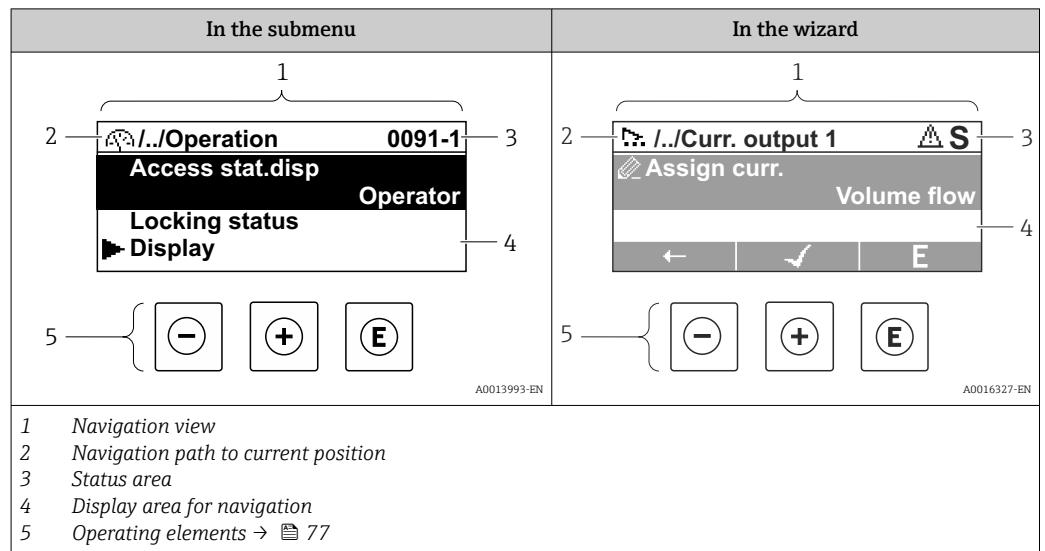 In the submenu In the wizard
1 1
2 /../Operation 0091-1 3 2 /../Curr. output 1 S 3
Access stat.disp Assign curr.
Operator Volume flow
Locking status
4
Display 4 ← ✓ E
5 - + E 5 - + E
A0013993-EN A0016327-EN
1 Navigation view
2 Navigation path to current position
3 Status area
4 Display area for navigation
5 Operating elements → 77